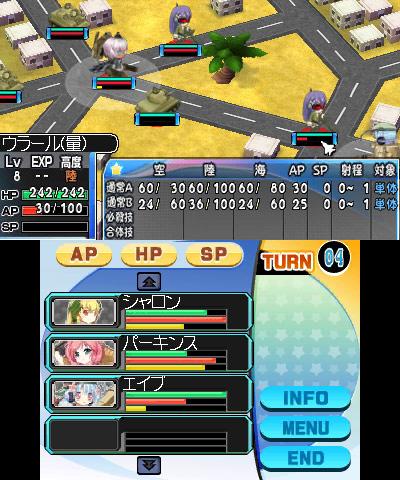 ウラール(量)
Lv EXP 高度
8 -- 陸
HP 242/242
AP 30/100
SP
空 陸 海 AP SP 射程 対象
通常A 60/ 30 60/100 60/ 80 30 0 0~ 1 単体
通常B 24/ 60 36/100 24/ 60 25 0 0~ 1 単体
必殺技
合体技
AP HP SP
TURN 04
シャロン
パーキンス
エイブ
INFO
MENU
END